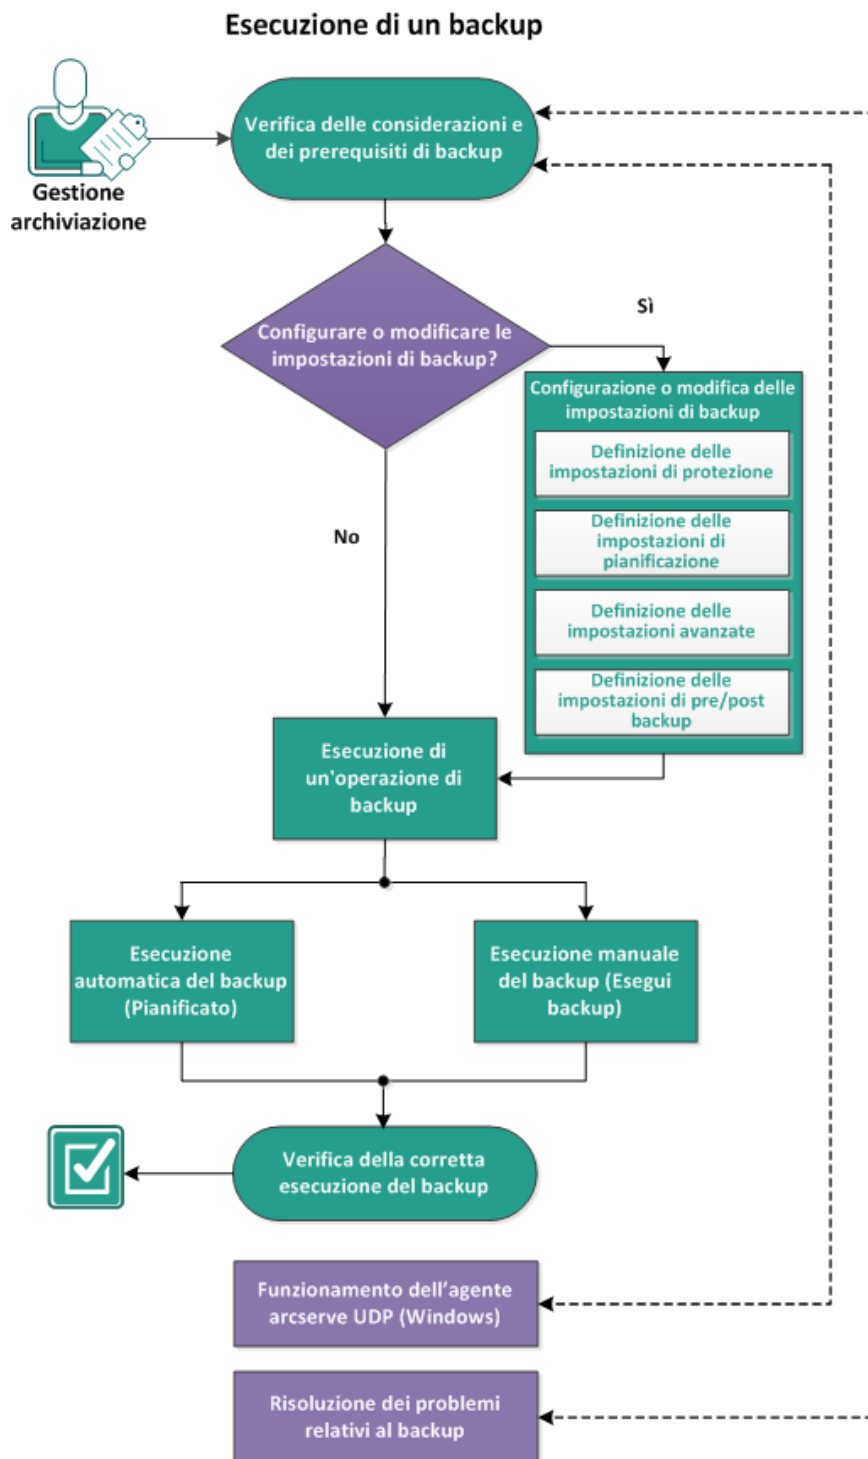 Esecuzione di un backup
Gestione
archiviazione
Verifica delle considerazioni e
dei prerequisiti di backup
Configurare o modificare le
impostazioni di backup?
Sì
No
Configurazione o modifica delle
impostazioni di backup
Definizione delle
impostazioni di protezione
Definizione delle
impostazioni di
pianificazione
Definizione delle
impostazioni avanzate
Definizione delle
impostazioni di pre/post
backup
Esecuzione di
un'operazione di
backup
Esecuzione
automatica del backup
(Pianificato)
Esecuzione manuale
del backup (Esegui
backup)
Verifica della corretta
esecuzione del backup
Funzionamento dell’agente
arcserve UDP (Windows)
Risoluzione dei problemi
relativi al backup